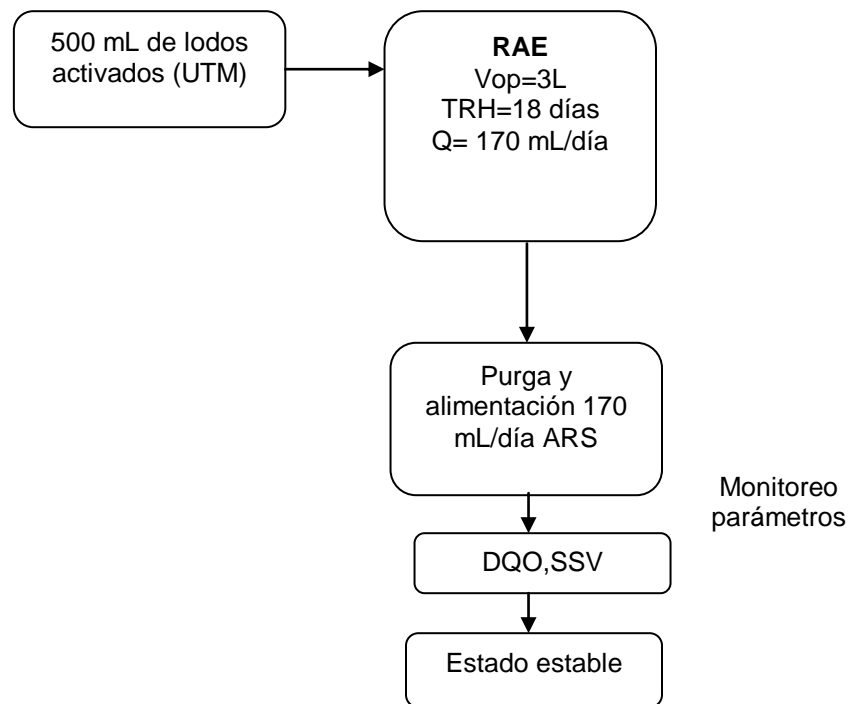 500 mL de lodos
activados (UTM)
RAE
Vop=3L
TRH=18 días
Q= 170 mL/día
Purga y
alimentación 170
mL/día ARS
Monitoreo
parámetros
DQO,SSV
Estado estable